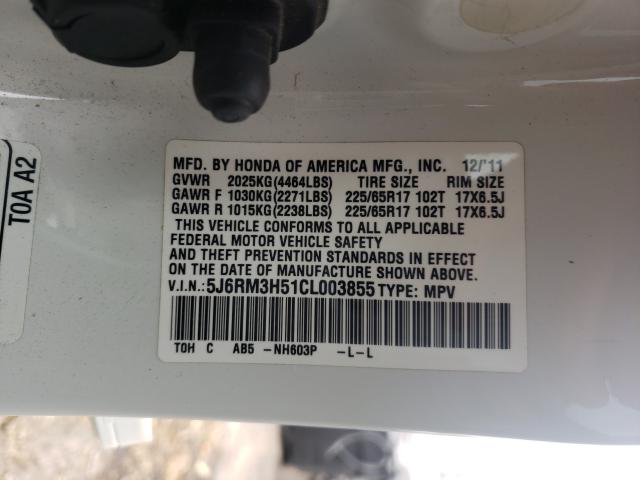 MFD. BY HONDA OF AMERICA MFG., INC. 12/'11
GVWR 2025KG(4464LBS) TIRE SIZE RIM SIZE
GAWR F 1030KG(2271LBS) 225/65R17 102T 17X6.5J
GAWR R 1015KG(2238LBS) 225/65R17 102T 17X6.5J
THIS VEHICLE CONFORMS TO ALL APPLICABLE
FEDERAL MOTOR VEHICLE SAFETY
AND THEFT PREVENTION STANDARDS IN EFFECT
ON THE DATE OF MANUFACTURE SHOWN ABOVE.
V.I.N.:5J6RM3H51CL003855 TYPE: MPV
T0H C AB5 -NH603P -L-L
T0A A2